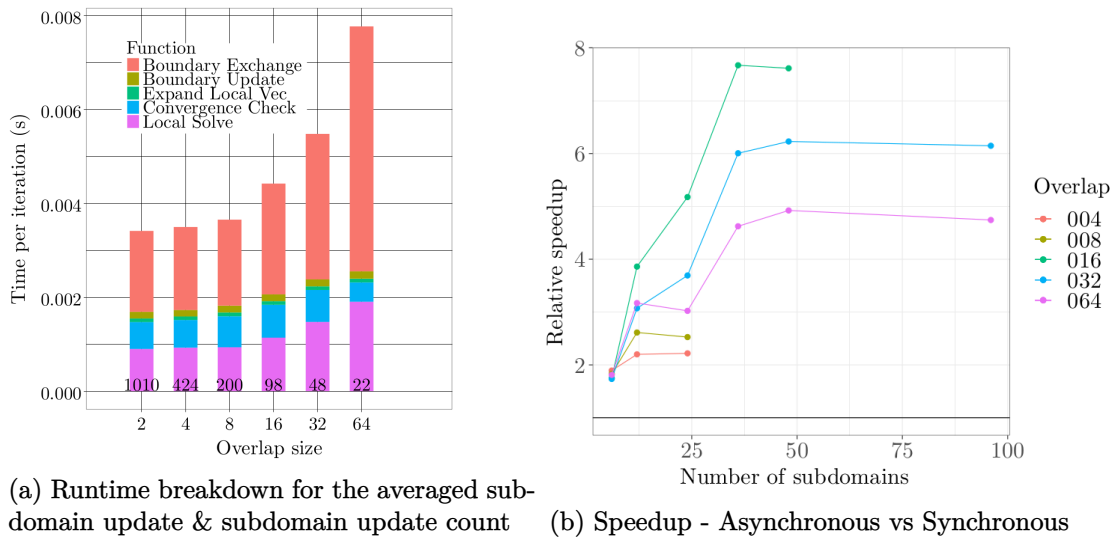 0.008
0.006
0.004
0.002
0.000
Time per iteration (s)
Function
Boundary Exchange
Boundary Update
Expand Local Vec
Convergence Check
Local Solve
1010 424 200 98 48 22
2 4 8 16 32 64
Overlap size
(a) Runtime breakdown for the averaged sub-
domain update & subdomain update count
8
6
4
2
Relative speedup
25 50 75 100
Number of subdomains
Overlap
004
008
016
032
064
(b) Speedup - Asynchronous vs Synchronous